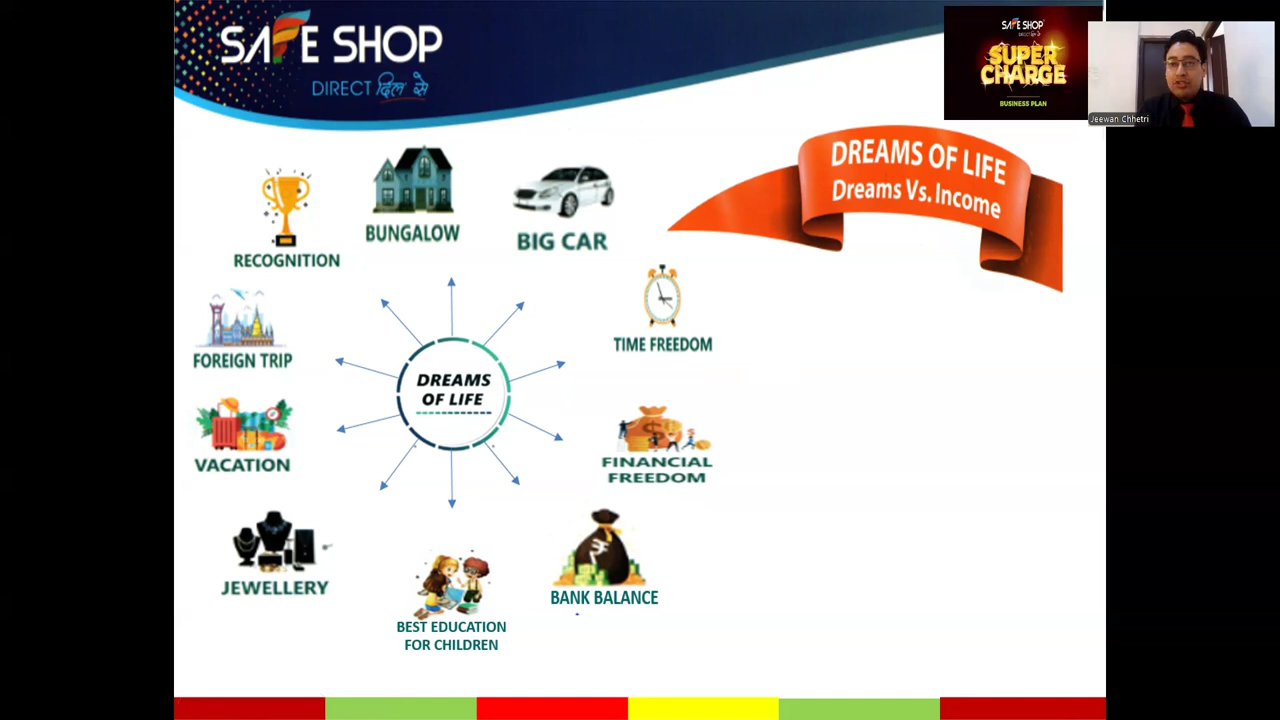 SAFE SHOP
DIRECT दिल से
SAFE SHOP
DIRECT दिल से
SUPER
CHARGE
BUSINESS PLAN
Jeewan Chhetri
DREAMS OF LIFE
Dreams Vs. Income
RECOGNITION
BUNGALOW
BIG CAR
TIME FREEDOM
FOREIGN TRIP
DREAMS
OF LIFE
VACATION
FINANCIAL
FREEDOM
JEWELLERY
BEST EDUCATION
FOR CHILDREN
BANK BALANCE